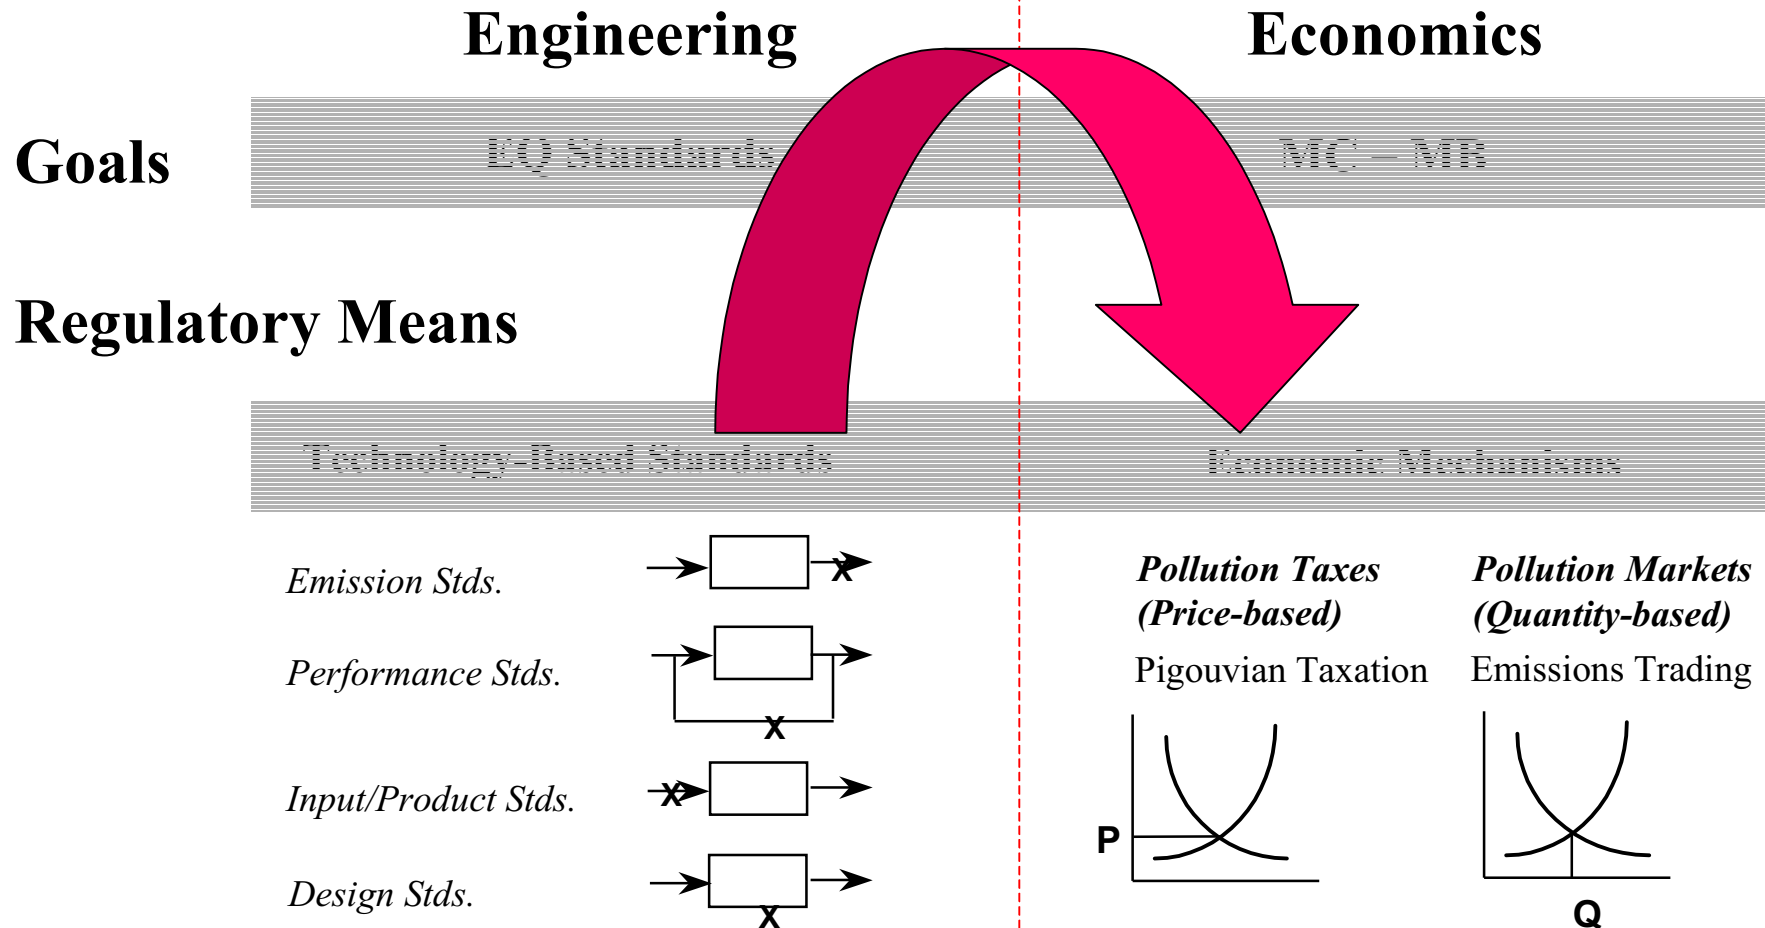 Engineering
Economics
Goals
EQ Standards
MC = MB
Regulatory Means
Technology-Based Standards
Economic Mechanisms
Emission Stds.
X
Performance Stds.
X
Input/Product Stds.
X
Design Stds.
X
Pollution Taxes
(Price-based)
Pigouvian Taxation
P
Pollution Markets
(Quantity-based)
Emissions Trading
Q